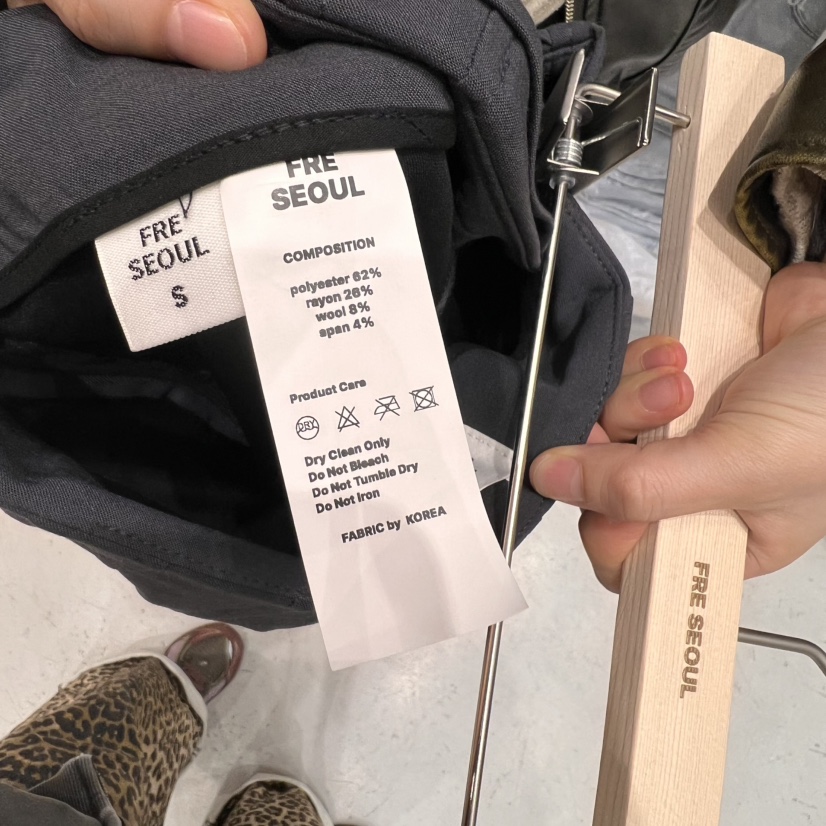 FRE
SEOUL
S
FRE
SEOUL
COMPOSITION
polyester 62%
rayon 26%
wool 8%
span 4%
Product Care
DRY
Dry Clean Only
Do Not Bleach
Do Not Tumble Dry
Do Not Iron
FABRIC by KOREA
FRE SEOUL